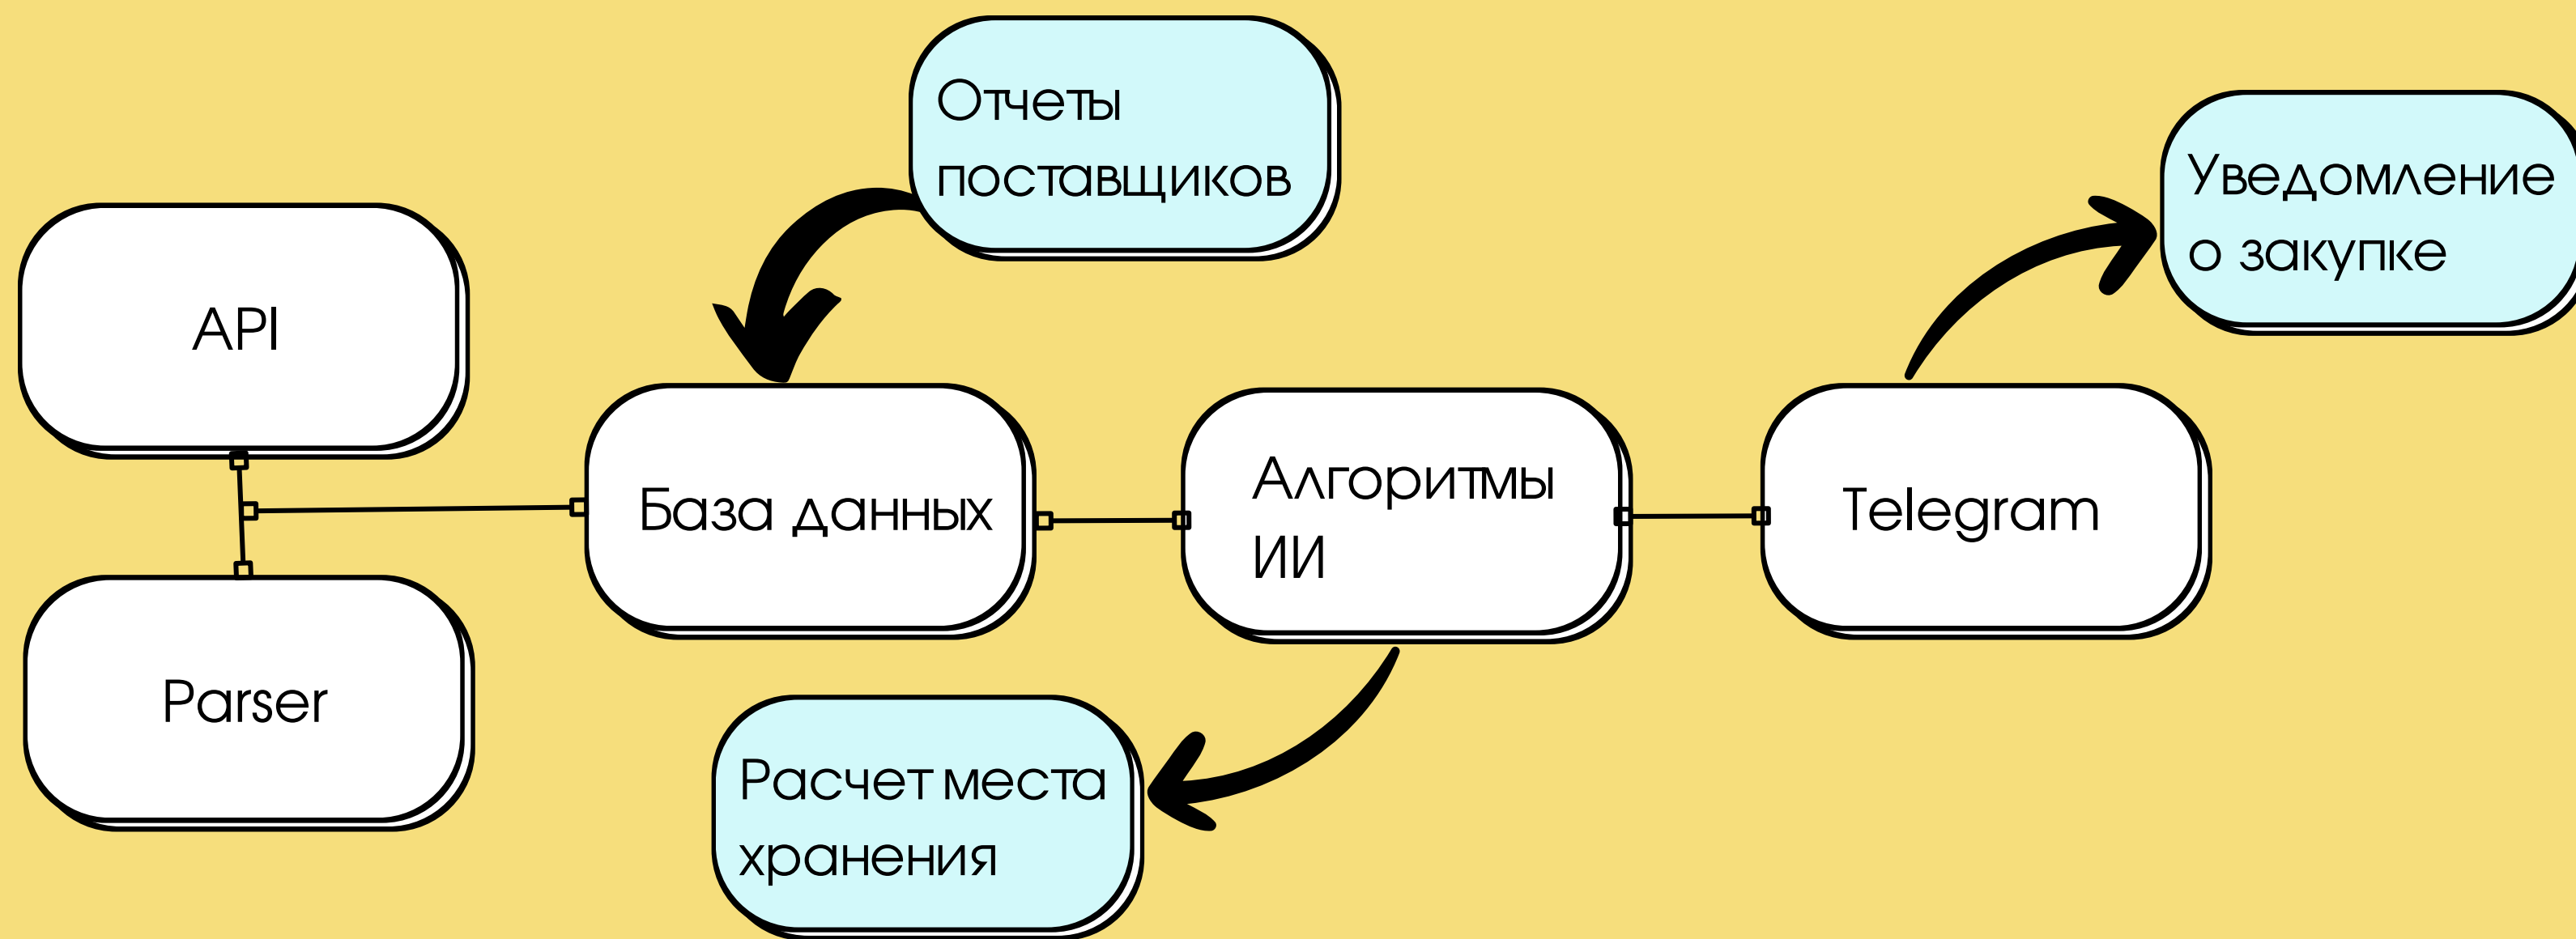 Отчеты
поставщиков
Уведомление
о закупке
API
База данных
Алгоритмы
ИИ
Telegram
Parser
Расчет места
хранения